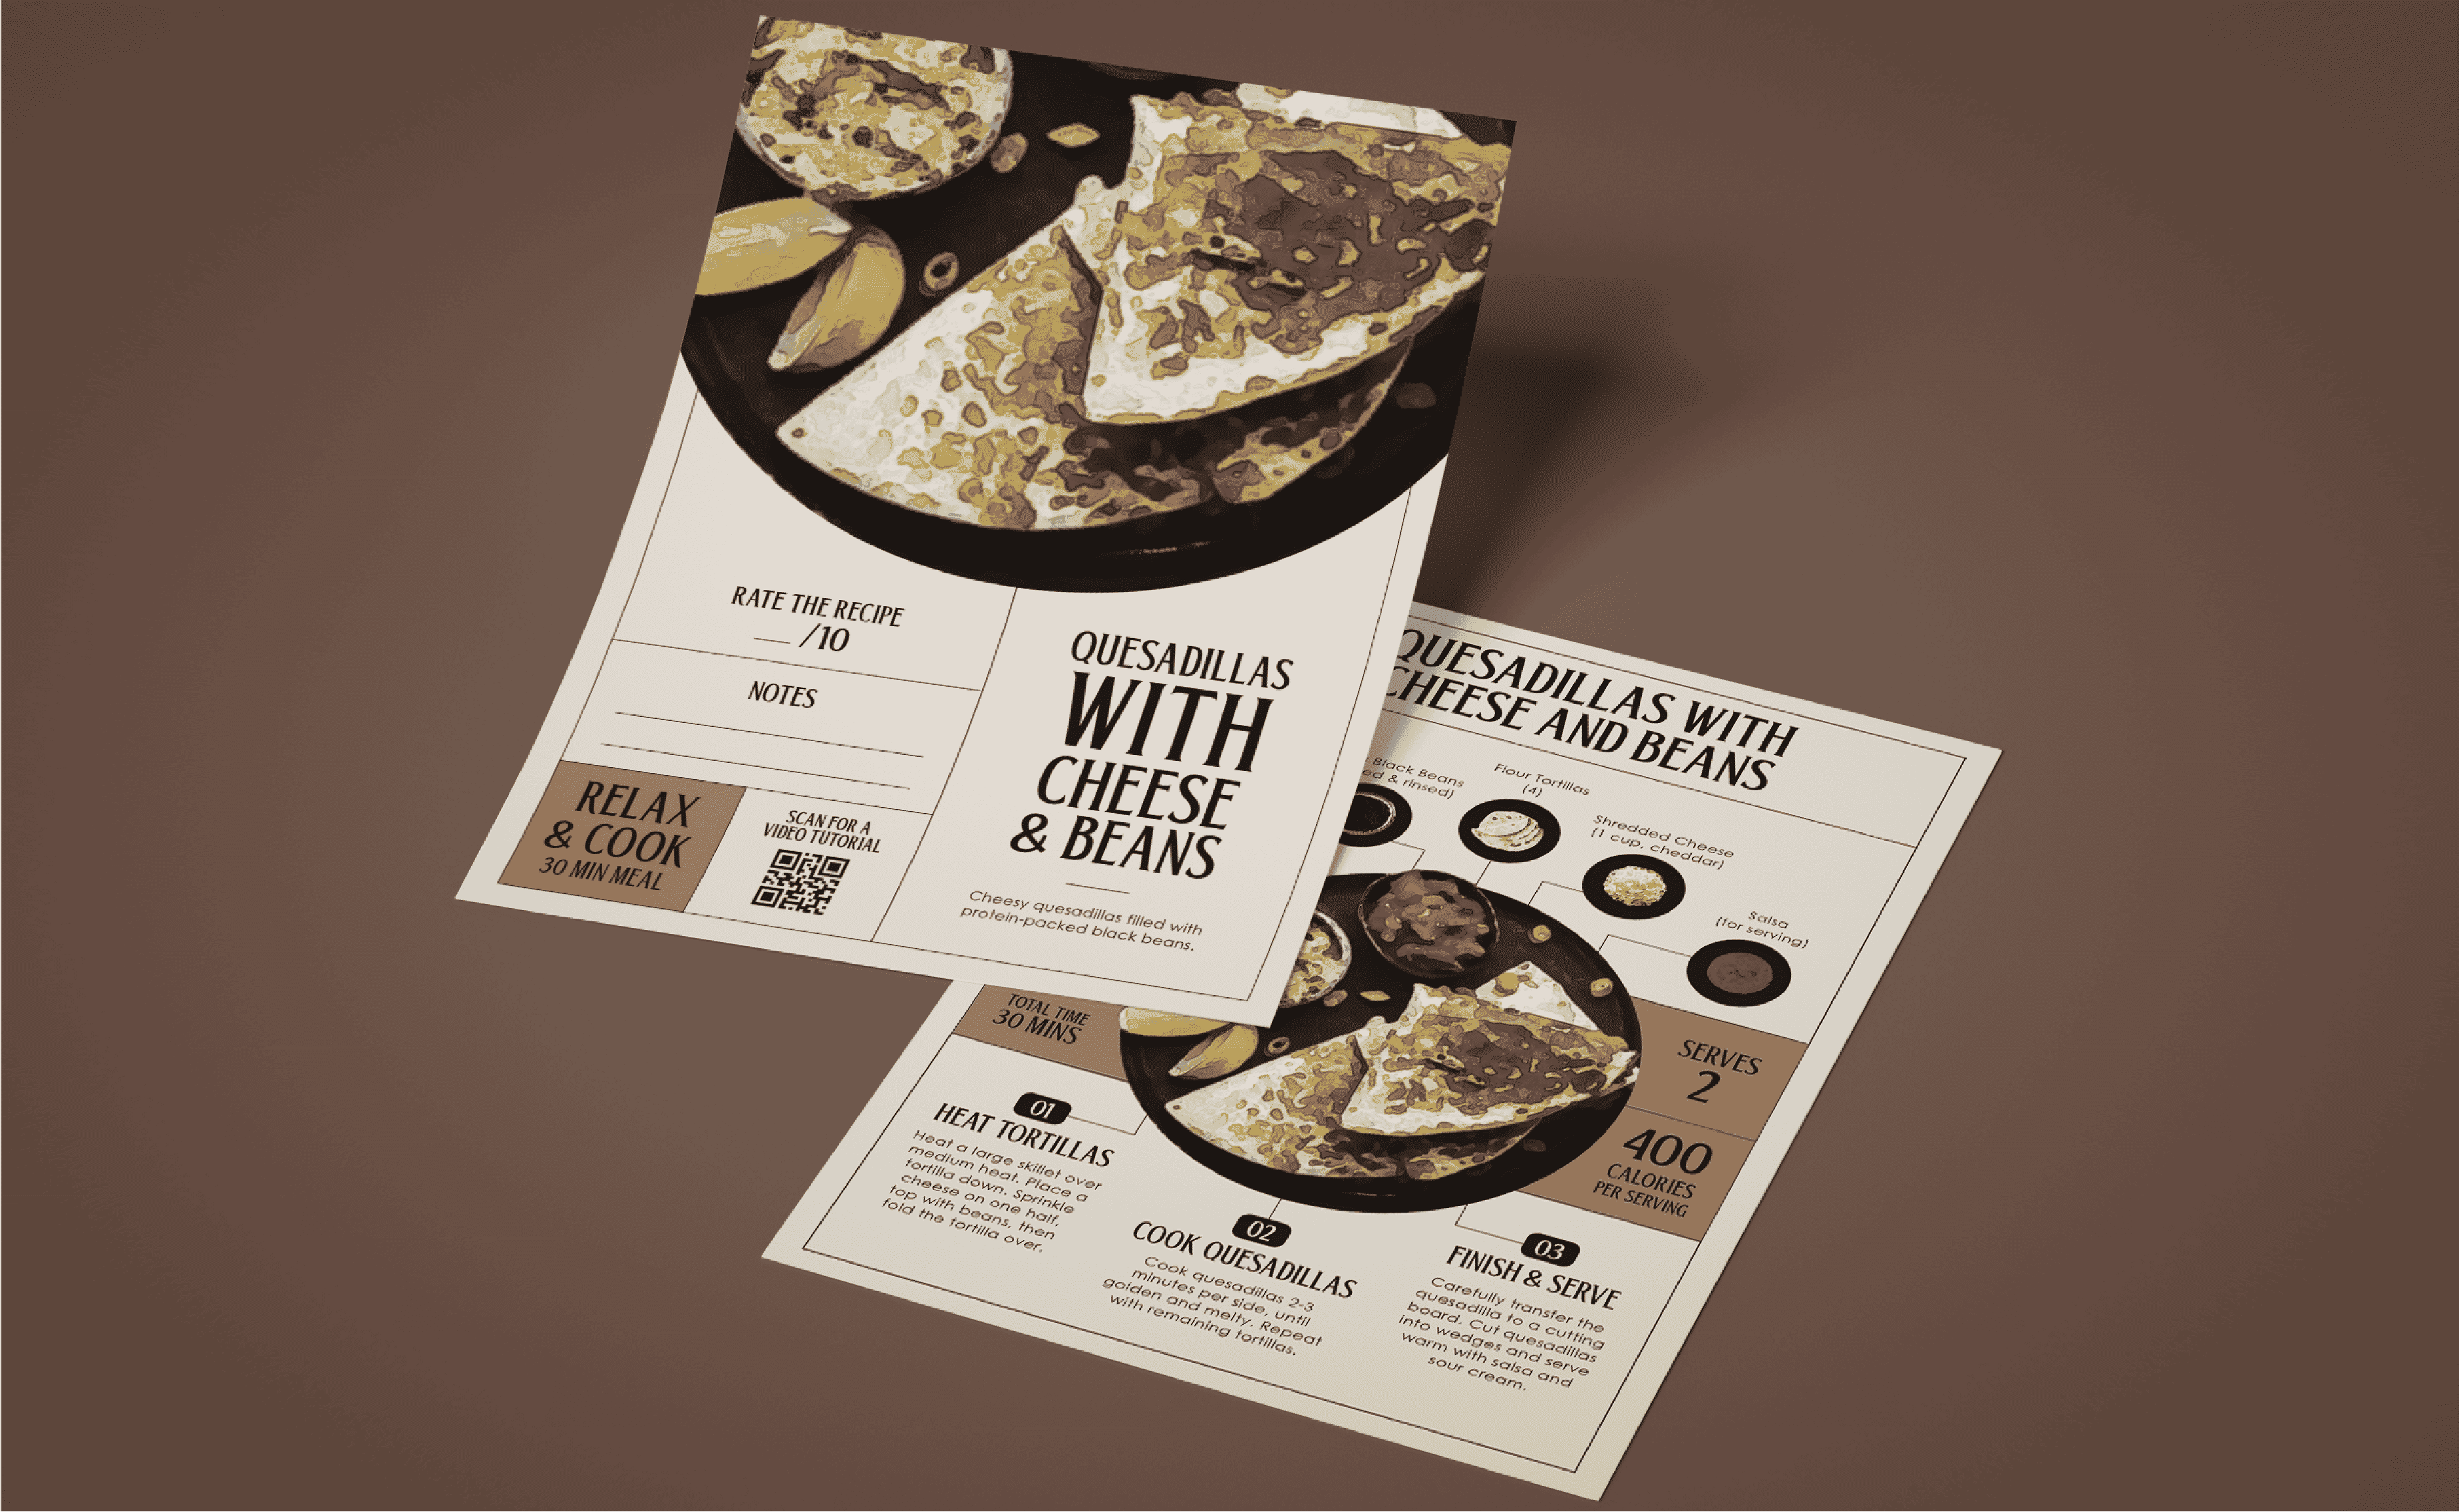 RATE THE RECIPE
__ /10
NOTES
RELAX
& COOK
30 MIN MEAL
SCAN FOR A
VIDEO TUTORIAL
QUESADILLAS
WITH
CHEESE
& BEANS
Cheesy quesadillas filled with
protein-packed black beans.
QUESADILLAS WITH
CHEESE AND BEANS
Black Beans
& rinsed)
Flour Tortillas
(4)
Shredded Cheese
(1 cup, cheddar)
Salsa
(for serving)
TOTAL TIME
30 MINS
SERVES
2
400
CALORIES
PER SERVING
01
HEAT TORTILLAS
Heat a large skillet over
medium heat. Place a
tortilla down. Sprinkle
cheese on one half,
top with beans, then
fold the tortilla over.
02
COOK QUESADILLAS
Cook quesadillas 2-3
minutes per side, until
golden and melty. Repeat
with remaining tortillas.
03
FINISH & SERVE
Carefully transfer the
quesadilla to a cutting
board. Cut quesadillas
into wedges and serve
warm with salsa and
sour cream.